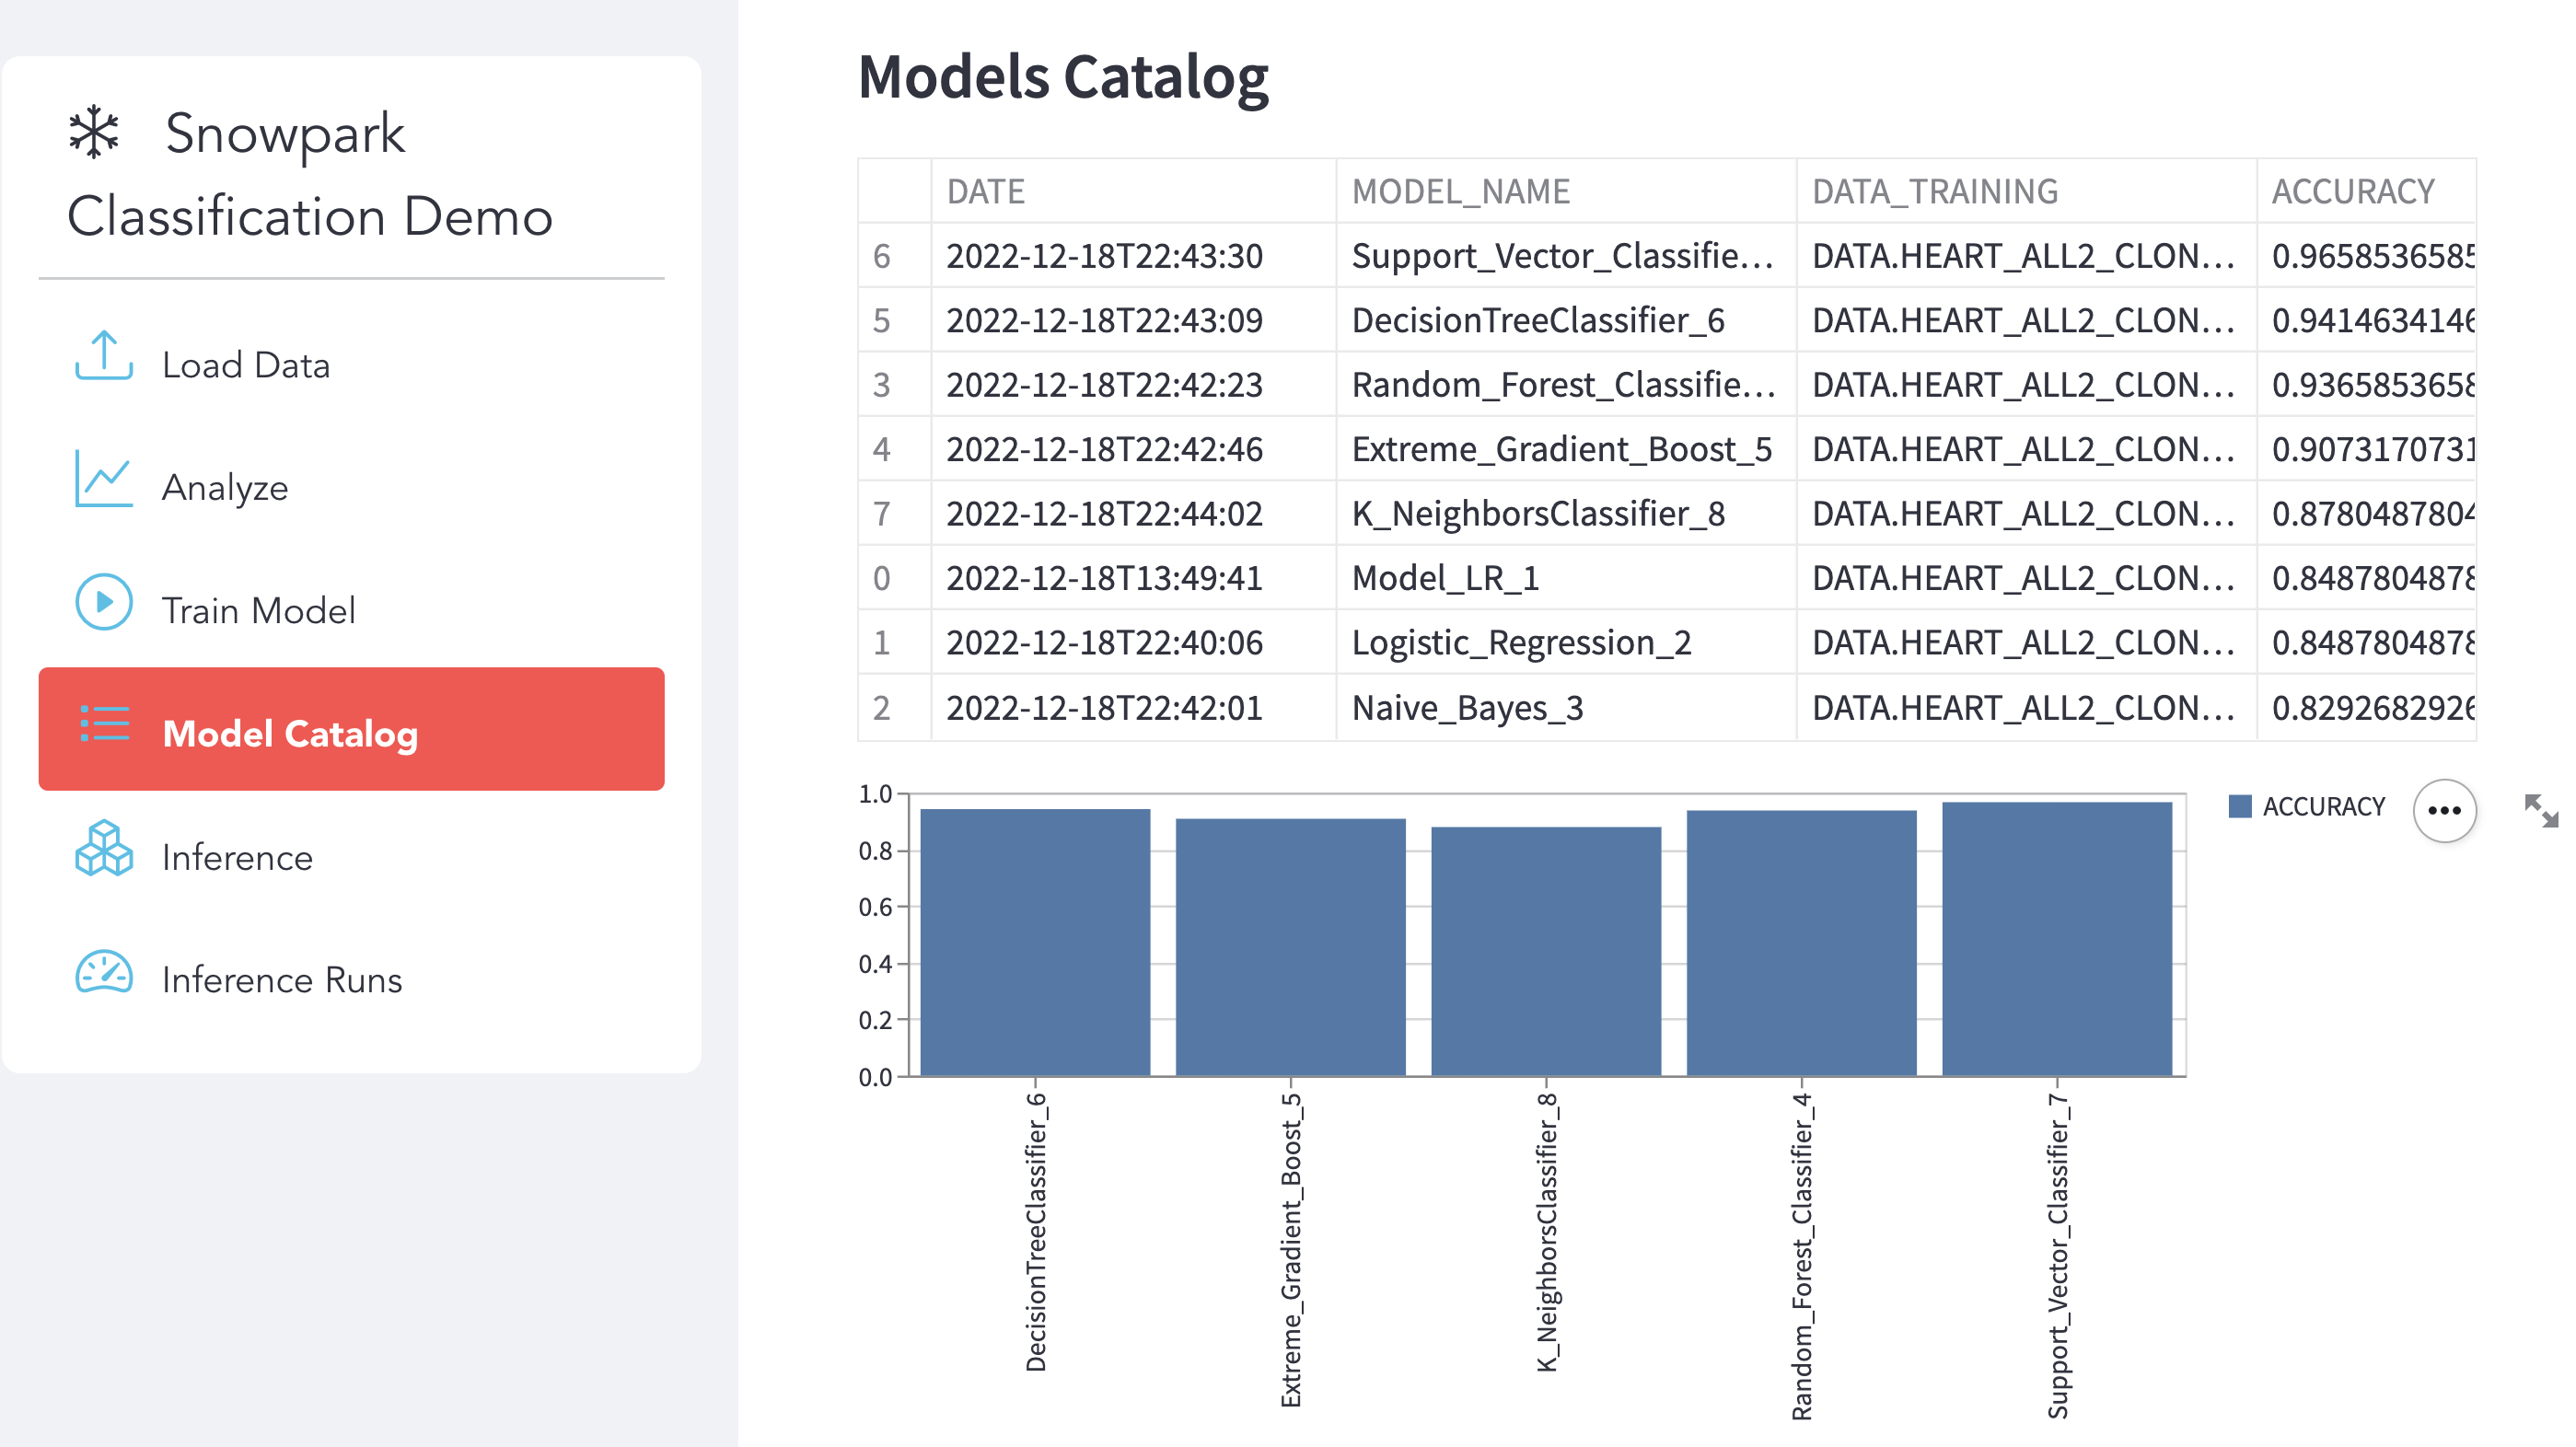 Snowpark
Classification Demo
Load Data
Analyze
Train Model
Model Catalog
Inference
Inference Runs
Models Catalog
DATE MODEL_NAME DATA_TRAINING ACCURACY
6 2022-12-18T22:43:30 Support_Vector_Classifie... DATA.HEART_ALL2_CLON... 0.9658536585
5 2022-12-18T22:43:09 DecisionTreeClassifier_6 DATA.HEART_ALL2_CLON... 0.9414634146
3 2022-12-18T22:42:23 Random_Forest_Classifie... DATA.HEART_ALL2_CLON... 0.9365853658
4 2022-12-18T22:42:46 Extreme_Gradient_Boost_5 DATA.HEART_ALL2_CLON... 0.9073170731
7 2022-12-18T22:44:02 K_NeighborsClassifier_8 DATA.HEART_ALL2_CLON... 0.8780487804
0 2022-12-18T13:49:41 Model_LR_1 DATA.HEART_ALL2_CLON... 0.8487804878
1 2022-12-18T22:40:06 Logistic_Regression_2 DATA.HEART_ALL2_CLON... 0.8487804878
2 2022-12-18T22:42:01 Naive_Bayes_3 DATA.HEART_ALL2_CLON... 0.8292682926
1.0
0.8
0.6
0.4
0.2
0.0
ACCURACY
DecisionTreeClassifier_6
Extreme_Gradient_Boost_5
K_NeighborsClassifier_8
Random_Forest_Classifier_4
Support_Vector_Classifier_7